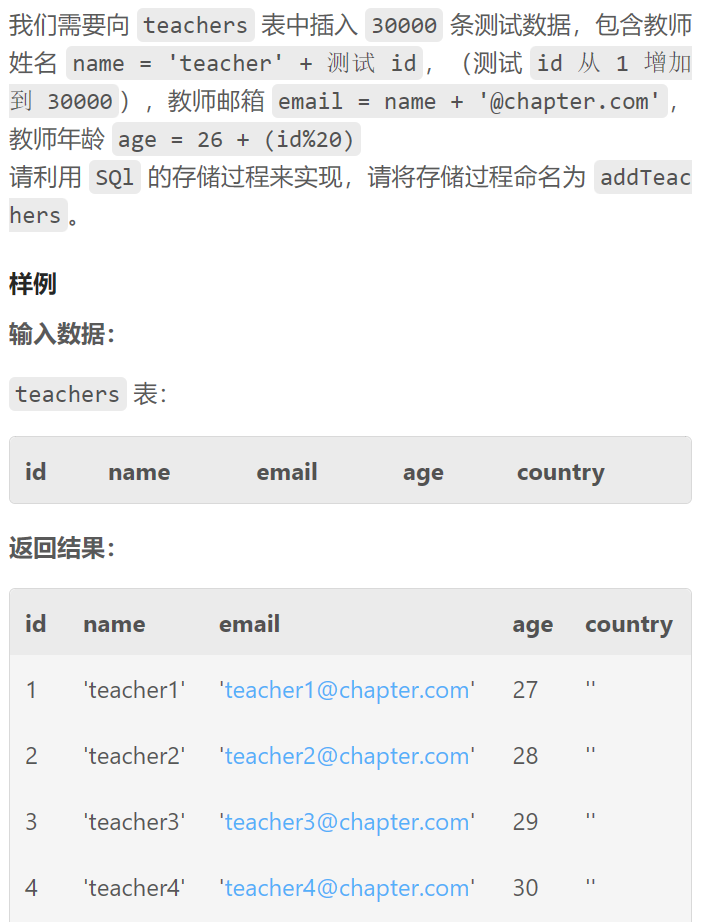 我们需要向 teachers 表中插入 30000 条测试数据，包含教师
姓名 name = 'teacher' + 测试 id，（测试 id 从 1 增加
到 30000），教师邮箱 email = name + '@chapter.com'，
教师年龄 age = 26 + (id%20)
请利用 SQl 的存储过程来实现，请将存储过程命名为 addTeac
hers。
样例
输入数据：
teachers 表：
id name email age country
返回结果：
id name email age country
1 'teacher1' 'teacher1@chapter.com' 27 ''
2 'teacher2' 'teacher2@chapter.com' 28 ''
3 'teacher3' 'teacher3@chapter.com' 29 ''
4 'teacher4' 'teacher4@chapter.com' 30 ''